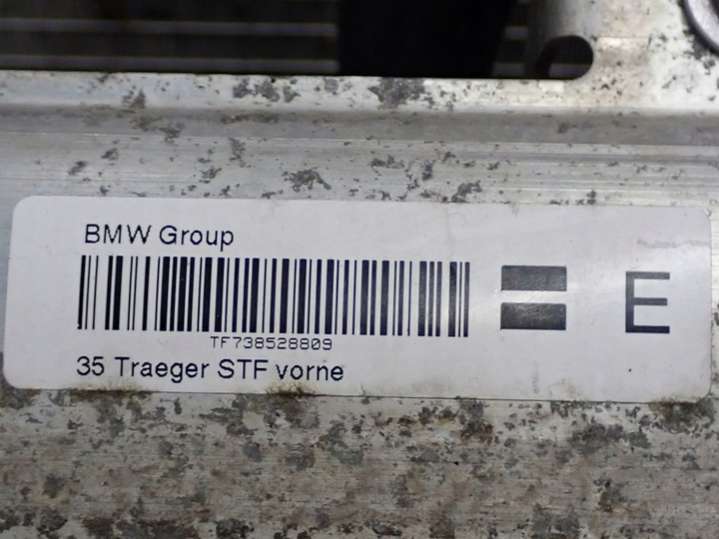 BMW Group
E
TF738528809
35 Traeger STF vorne